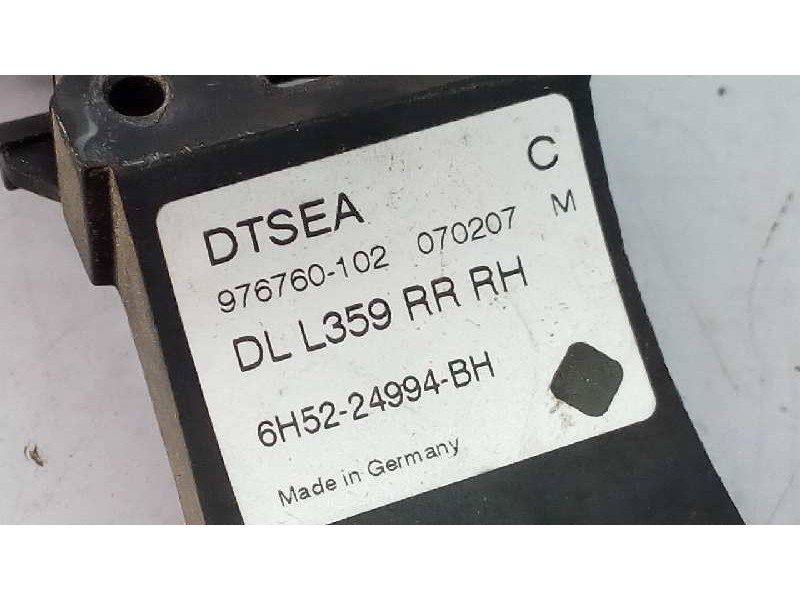 C
DTSEA
976760-102 070207 M
DL L359 RR RH
6H52-24994-BH
Made in Germany